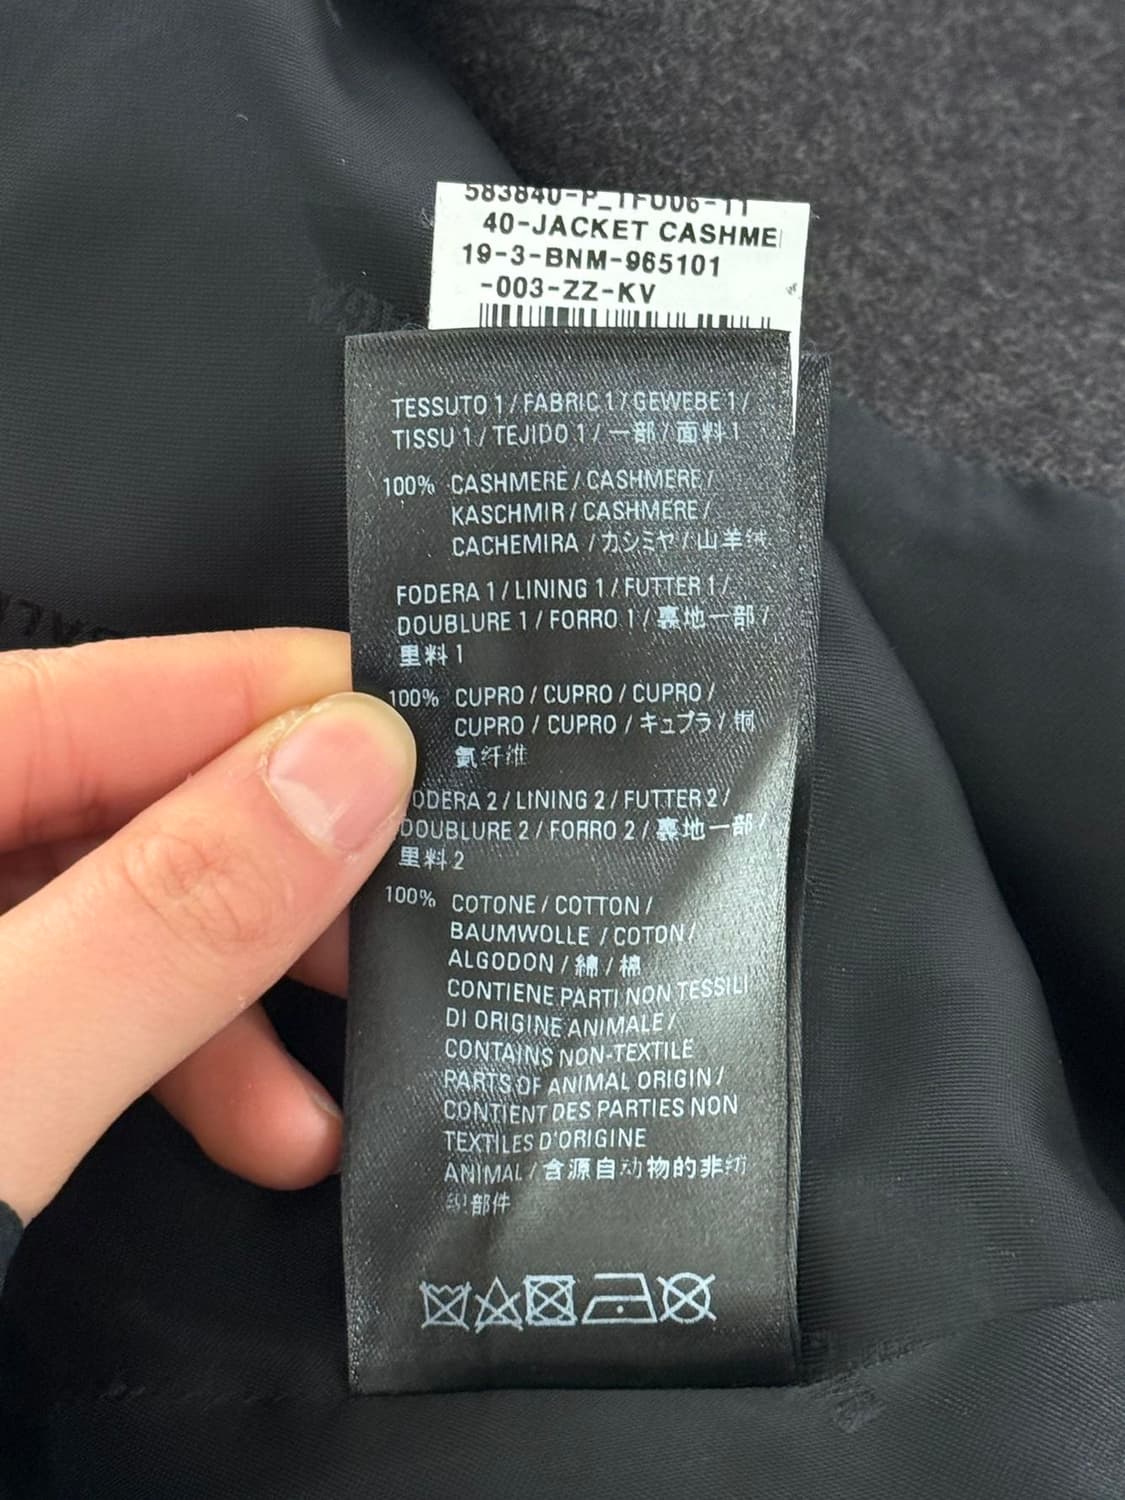 583840-P_TFU06-11
40-JACKET CASHME
19-3-BNM-965101
-003-ZZ-KV
TESSUTO 1 / FABRIC 1 / GEWEBE 1 /
TISSU 1 / TEJIDO 1 / 一部 / 面料 1
100% CASHMERE / CASHMERE /
KASCHMIR / CASHMERE /
CACHEMIRA / カシミヤ / 山羊绒
FODERA 1 / LINING 1 / FUTTER 1 /
DOUBLURE 1 / FORRO 1 / 裏地一部 /
里料 1
100% CUPRO / CUPRO / CUPRO /
CUPRO / CUPRO / キュプラ / 铜
氨纤维
ODERA 2 / LINING 2 / FUTTER 2 /
DOUBLURE 2 / FORRO 2 / 裏地一部 /
里料 2
100% COTONE / COTTON /
BAUMWOLLE / COTON /
ALGODON / 綿 / 棉
CONTIENE PARTI NON TESSILI
DI ORIGINE ANIMALE /
CONTAINS NON-TEXTILE
PARTS OF ANIMAL ORIGIN /
CONTIENT DES PARTIES NON
TEXTILES D'ORIGINE
ANIMAL / 含源自动物的非纺
织部件